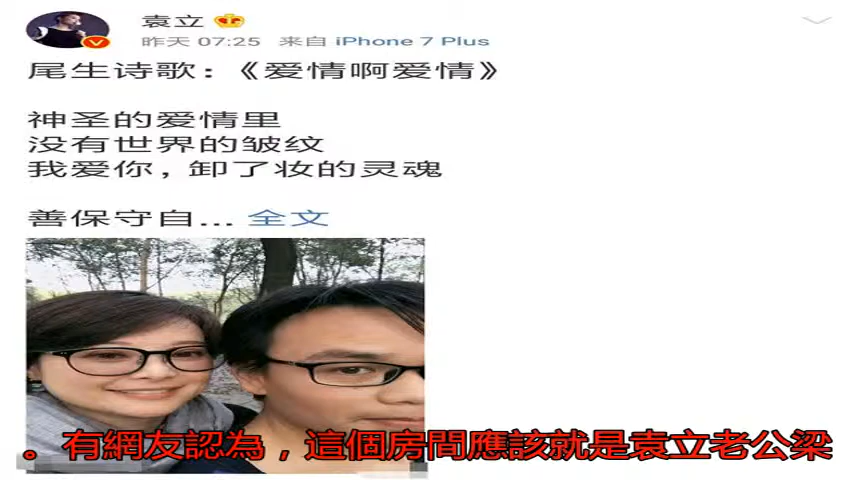 袁立
昨天 07:25 来自 iPhone 7 Plus
尾生诗歌:《爱情啊爱情》
神圣的爱情里
没有世界的皱纹
我爱你,卸了妆的灵魂
善保守自... 全文
。有網友認為,這個房間應該就是袁立老公梁